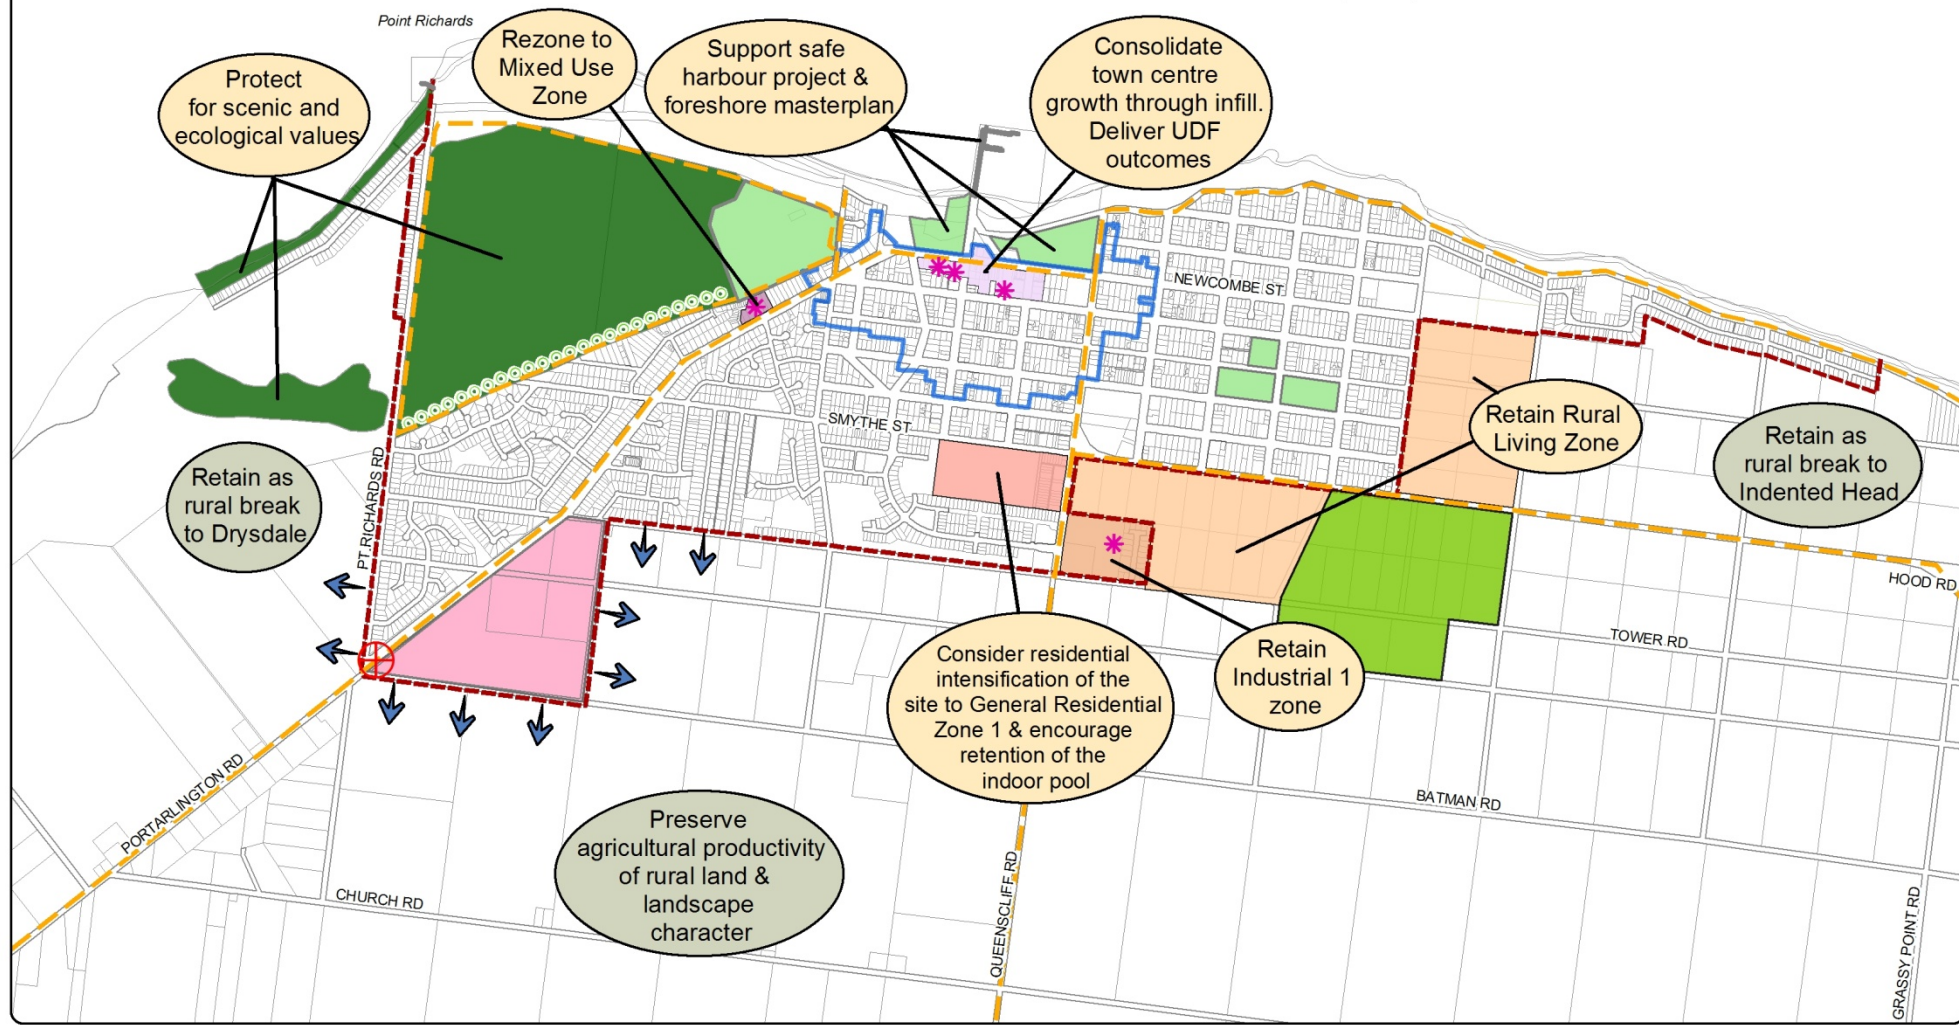 Point Richards
Protect
for scenic and
ecological values
Rezone to
Mixed Use
Zone
Support safe
harbour project &
foreshore masterplan
Consolidate
town centre
growth through infill.
Deliver UDF
outcomes
NEWCOMBE ST
SMYTHE ST
Retain Rural
Living Zone
Retain as
rural break to
Indented Head
Retain as
rural break
to Drysdale
PT RICHARDS RD
HOOD RD
TOWER RD
Consider residential
intensification of the
site to General Residential
Zone 1 & encourage
retention of the
indoor pool
Retain
Industrial 1
zone
PORTARLINGTON RD
BATMAN RD
Preserve
agricultural productivity
of rural land &
landscape
character
CHURCH RD
QUEENSCLIFF RD
GRASSY POINT RD